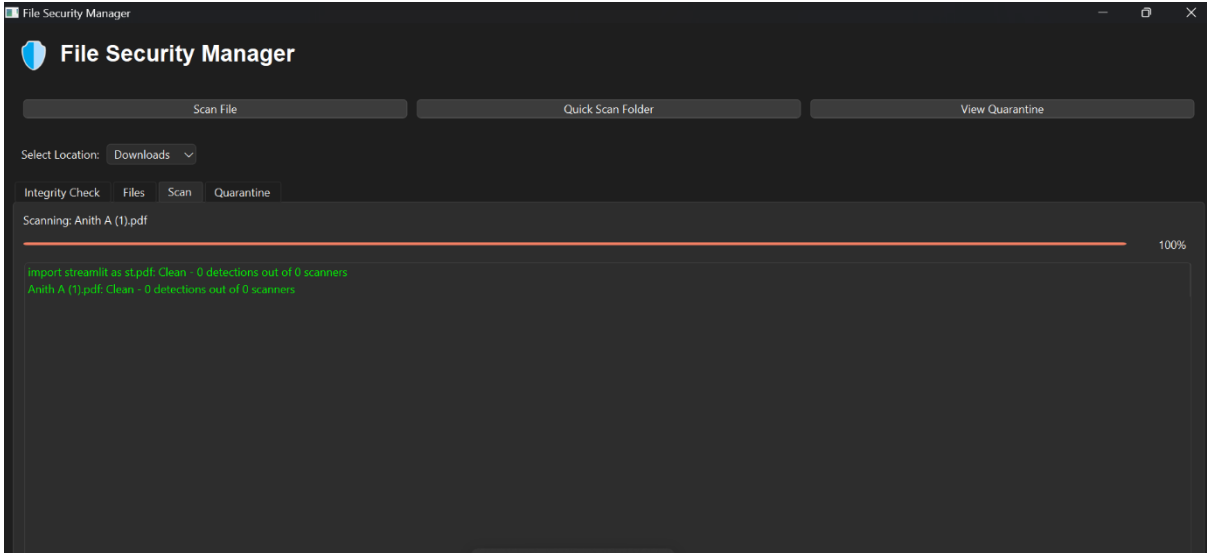 File Security Manager
File Security Manager
Scan File Quick Scan Folder View Quarantine
Select Location: Downloads
Integrity Check Files Scan Quarantine
Scanning: Anith A (1).pdf
100%
import streamlit as st.pdf: Clean - 0 detections out of 0 scanners
Anith A (1).pdf: Clean - 0 detections out of 0 scanners